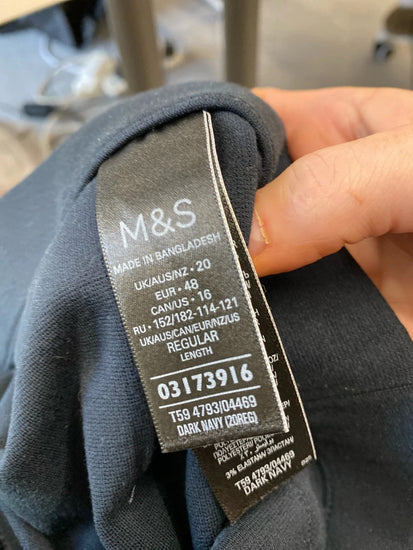 M&S
MADE IN BANGLADESH
UK/AUS/NZ • 20
EUR • 48
CAN/US • 16
RU • 152/182-114-121
UK/AUS/CAN/EUR/NZ/US
REGULAR
LENGTH
03173916
T59 4793/04469
DARK NAVY (20REG)
3% ELASTAN/
T59 4793/04469
DARK NAVY